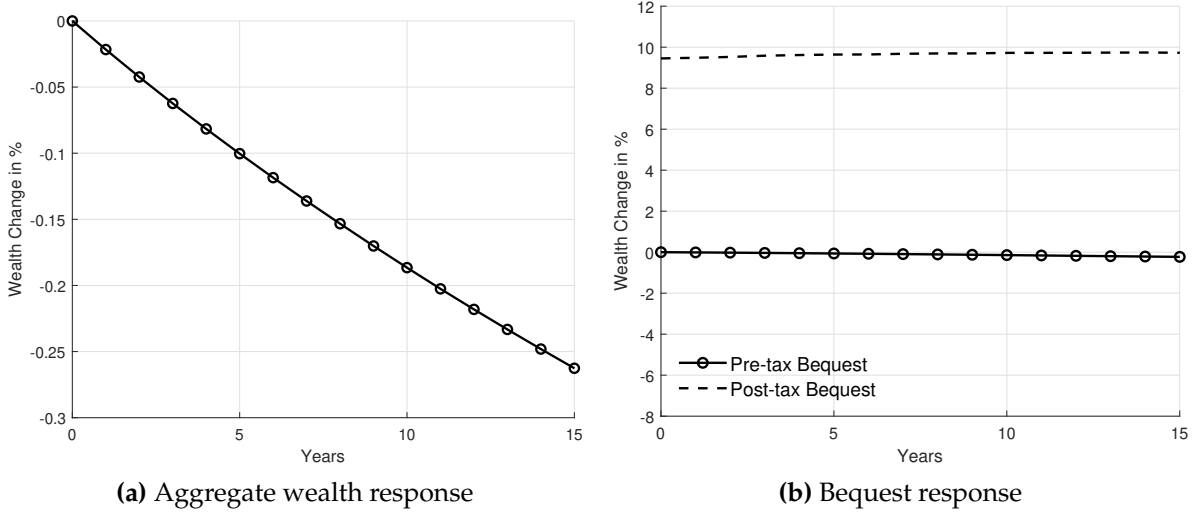 0
-0.05
-0.1
-0.15
-0.2
-0.25
-0.3
Wealth Change in %
0 5 10 15
Years
(a) Aggregate wealth response
12
10
8
6
4
2
0
-2
-4
-6
-8
Wealth Change in %
Pre-tax Bequest
Post-tax Bequest
0 5 10 15
Years
(b) Bequest response